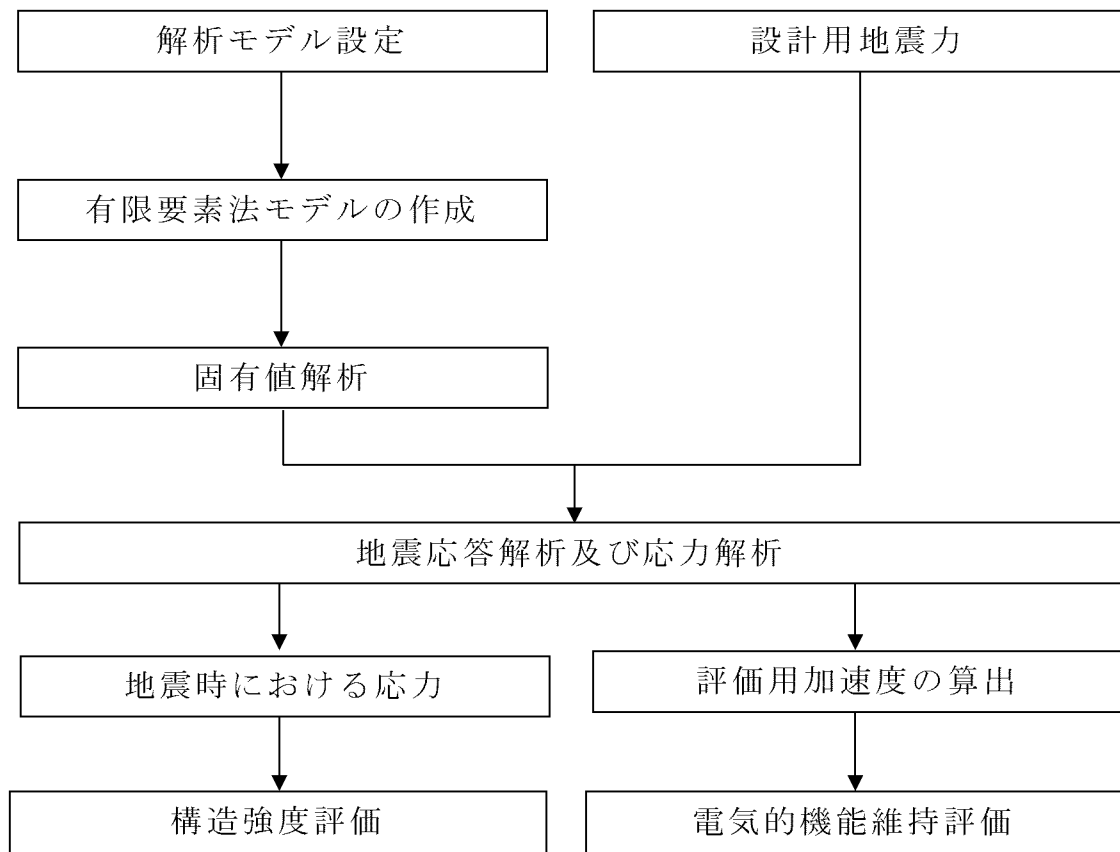 解析モデル設定
設計用地震力
有限要素法モデルの作成
固有値解析
地震応答解析及び応力解析
地震時における応力
評価用加速度の算出
構造強度評価
電気的機能維持評価